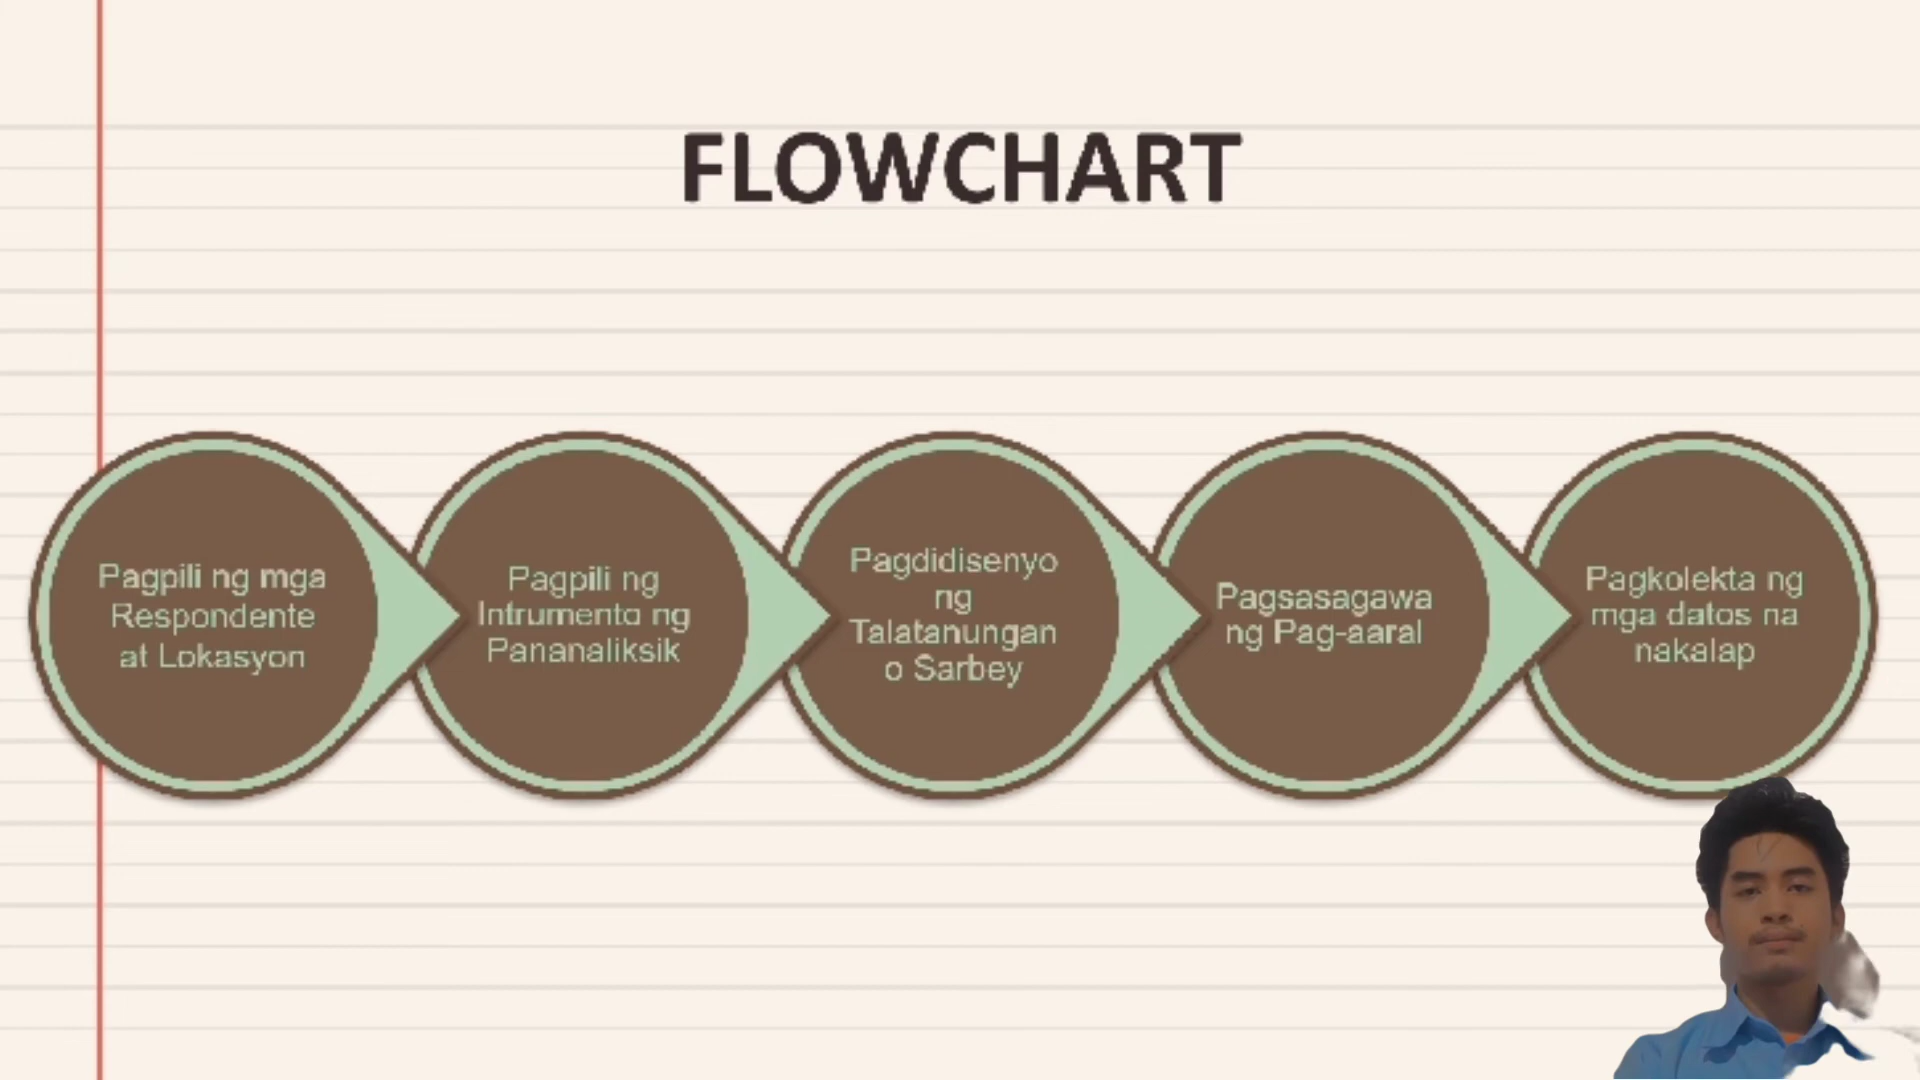 FLOWCHART
Pagpili ng mga
Respondente
at Lokasyon
Pagpili ng
Intrumento ng
Pananaliksik
Pagdidisenyo
ng
Talatanungan
o Sarbey
Pagsasagawa
ng Pag-aaral
Pagkolekta ng
mga datos na
nakalap